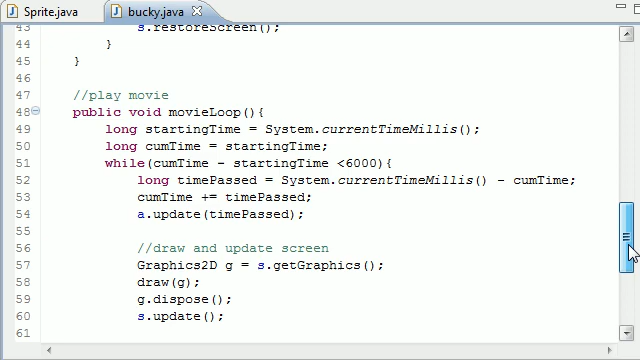 Sprite.java bucky.java
43 s.restoreScreen();
44 }
45 }
46
47 //play movie
48 public void movieLoop(){
49 long startingTime = System.currentTimeMillis();
50 long cumTime = startingTime;
51 while(cumTime - startingTime <6000){
52 long timePassed = System.currentTimeMillis() - cumTime;
53 cumTime += timePassed;
54 a.update(timePassed);
55
56 //draw and update screen
57 Graphics2D g = s.getGraphics();
58 draw(g);
59 g.dispose();
60 s.update();
61